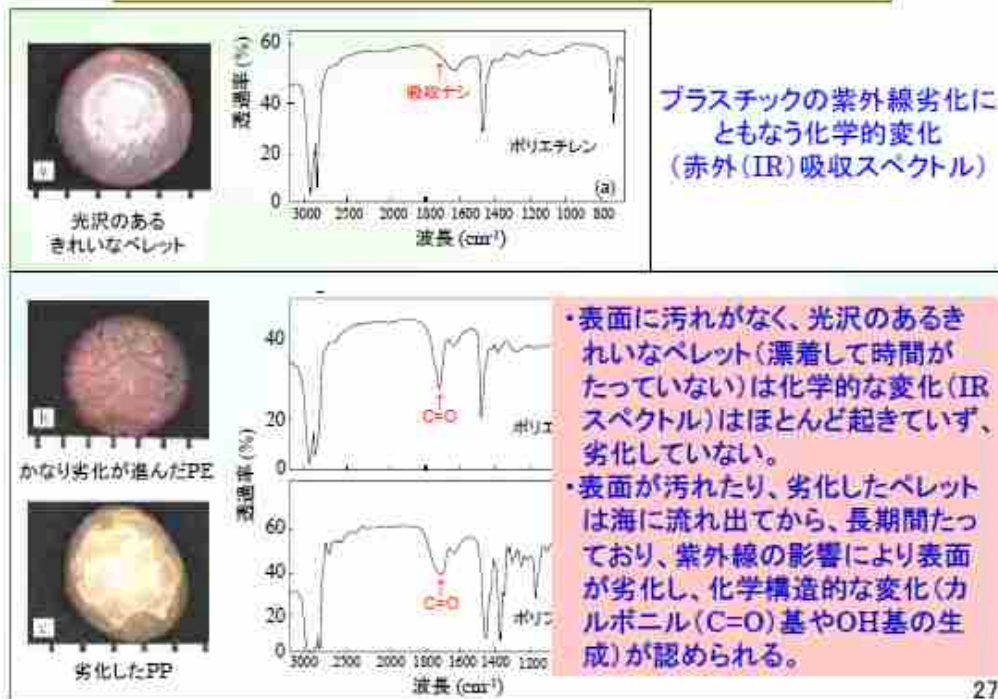 60
40
20
0
透過率 (%)
吸収ナシ
ポリエチレン
(a)
3000 2500 2000 1800 1600 1400 1200 1000 800
波長 (cm⁻¹)
a
光沢のある
きれいなペレット
プラスチックの紫外線劣化に
ともなう化学的変化
(赤外(IR)吸収スペクトル)
b
かなり劣化が進んだPE
c
劣化したPP
透過率 (%)
40
20
0
C=O
ポリエ
3000 2500 2000 1800 1600 1400 1200
60
40
20
0
C=O
ポリプ
3000 2500 2000 1800 1600 1400 1200
波長 (cm⁻¹)
・表面に汚れがなく、光沢のあるき
れいなペレット(漂着して時間が
たっていない)は化学的な変化(IR
スペクトル)はほとんど起きていず、
劣化していない。
・表面が汚れたり、劣化したペレット
は海に流れ出てから、長期間たっ
ており、紫外線の影響により表面
が劣化し、化学構造的な変化(カ
ルボニル(C=O)基やOH基の生
成)が認められる。
27